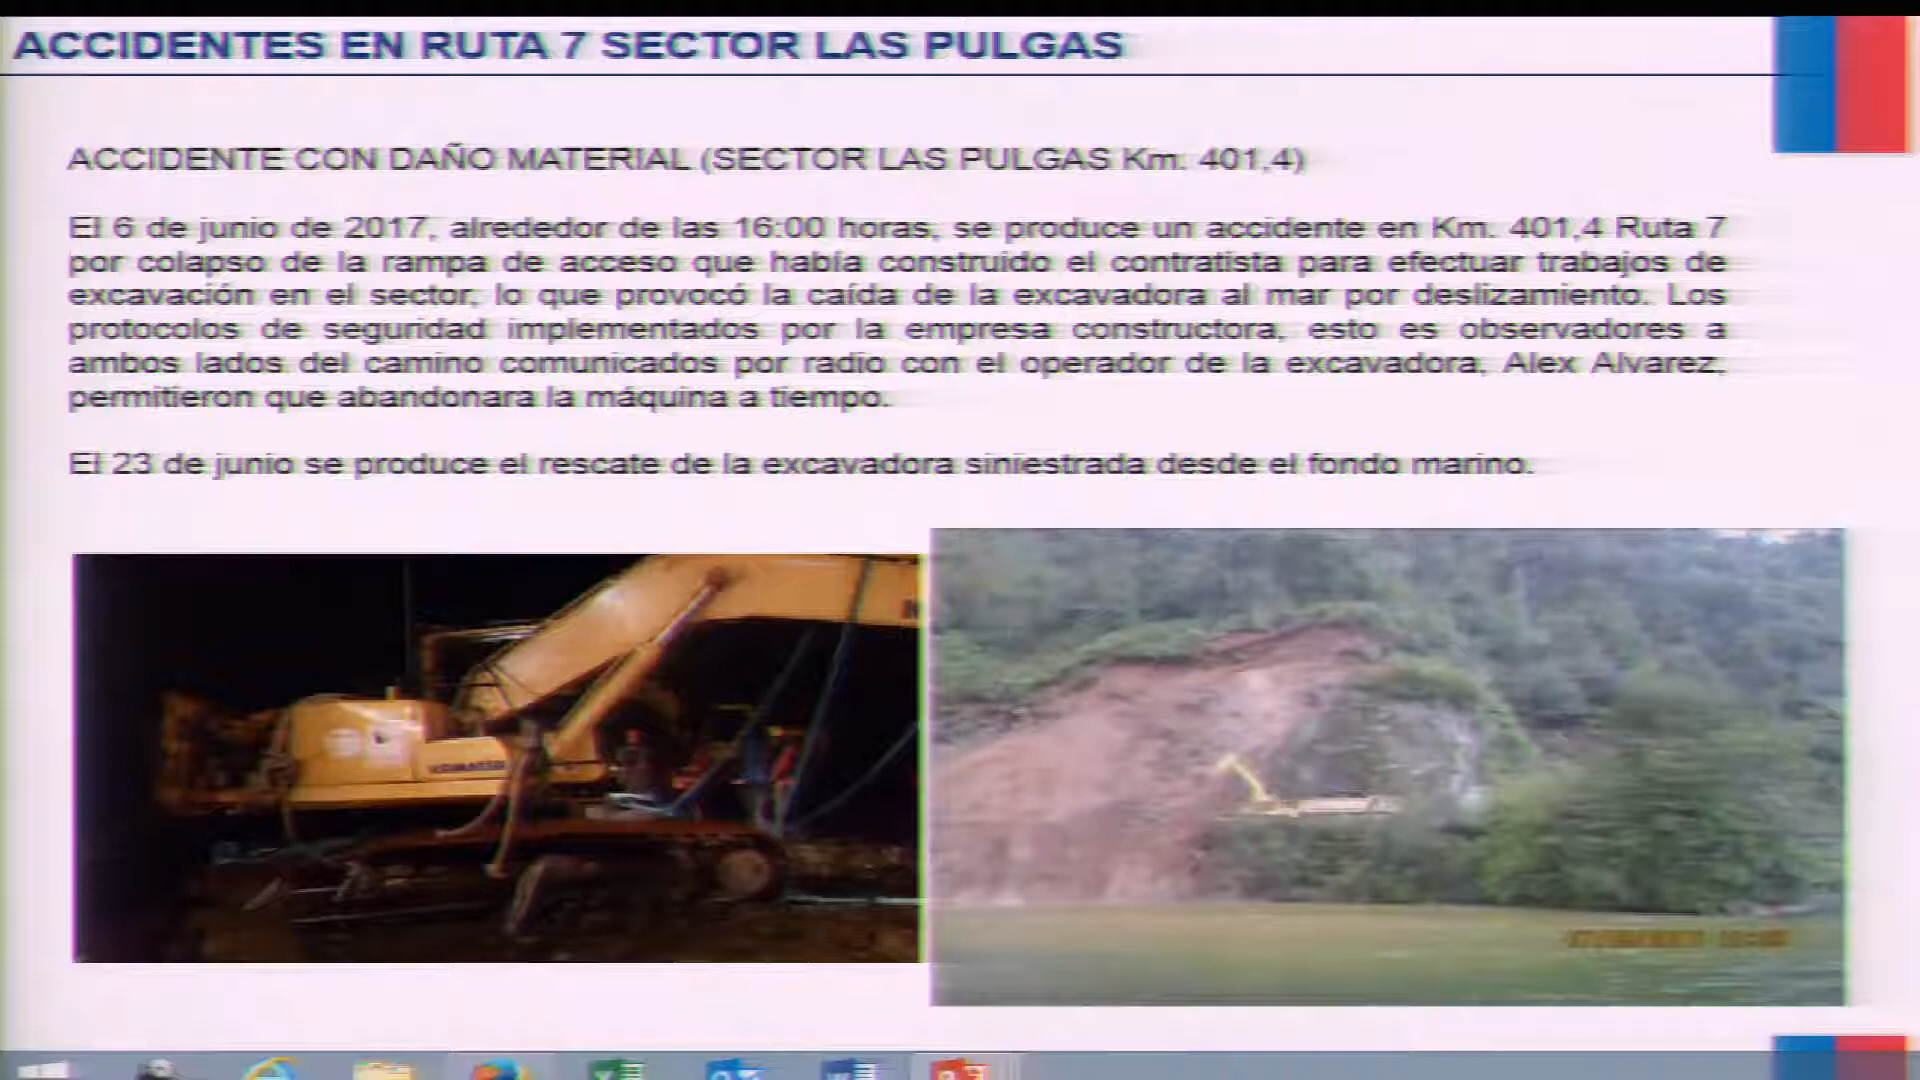 ACCIDENTES EN RUTA 7 SECTOR LAS PULGAS
ACCIDENTE CON DAÑO MATERIAL (SECTOR LAS PULGAS Km. 401,4)
El 6 de junio de 2017, alrededor de las 16:00 horas, se produce un accidente en Km. 401,4 Ruta 7
por colapso de la rampa de acceso que había construido el contratista para efectuar trabajos de
excavación en el sector, lo que provocó la caída de la excavadora al mar por deslizamiento. Los
protocolos de seguridad implementados por la empresa constructora, esto es observadores a
ambos lados del camino comunicados por radio con el operador de la excavadora, Alex Alvarez,
permitieron que abandonara la máquina a tiempo.
El 23 de junio se produce el rescate de la excavadora siniestrada desde el fondo marino.
KOMATSU